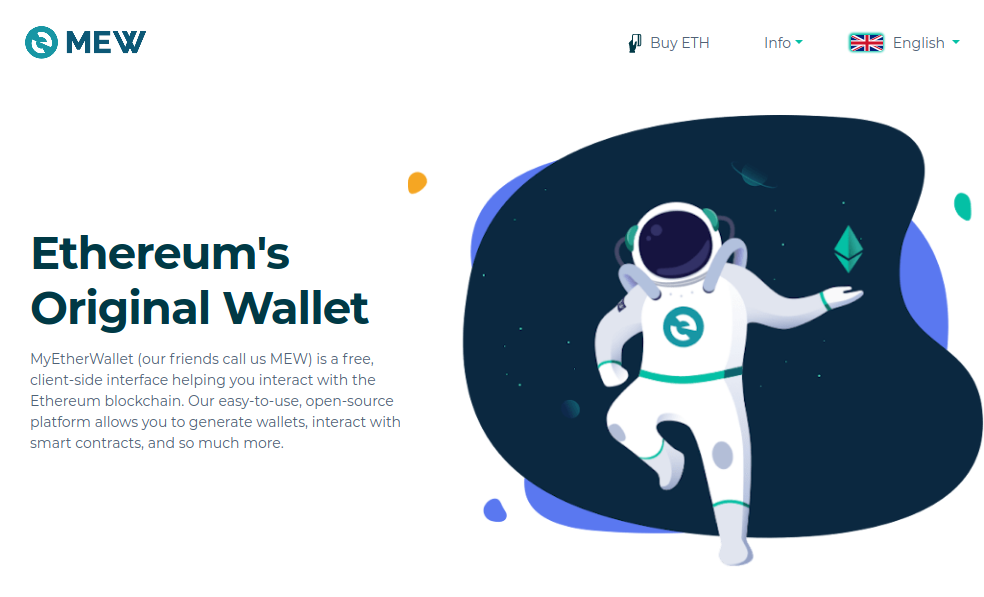 MEW
Buy ETH
Info
English
Ethereum's
Original Wallet
MyEtherWallet (our friends call us MEW) is a free,
client-side interface helping you interact with the
Ethereum blockchain. Our easy-to-use, open-source
platform allows you to generate wallets, interact with
smart contracts, and so much more.